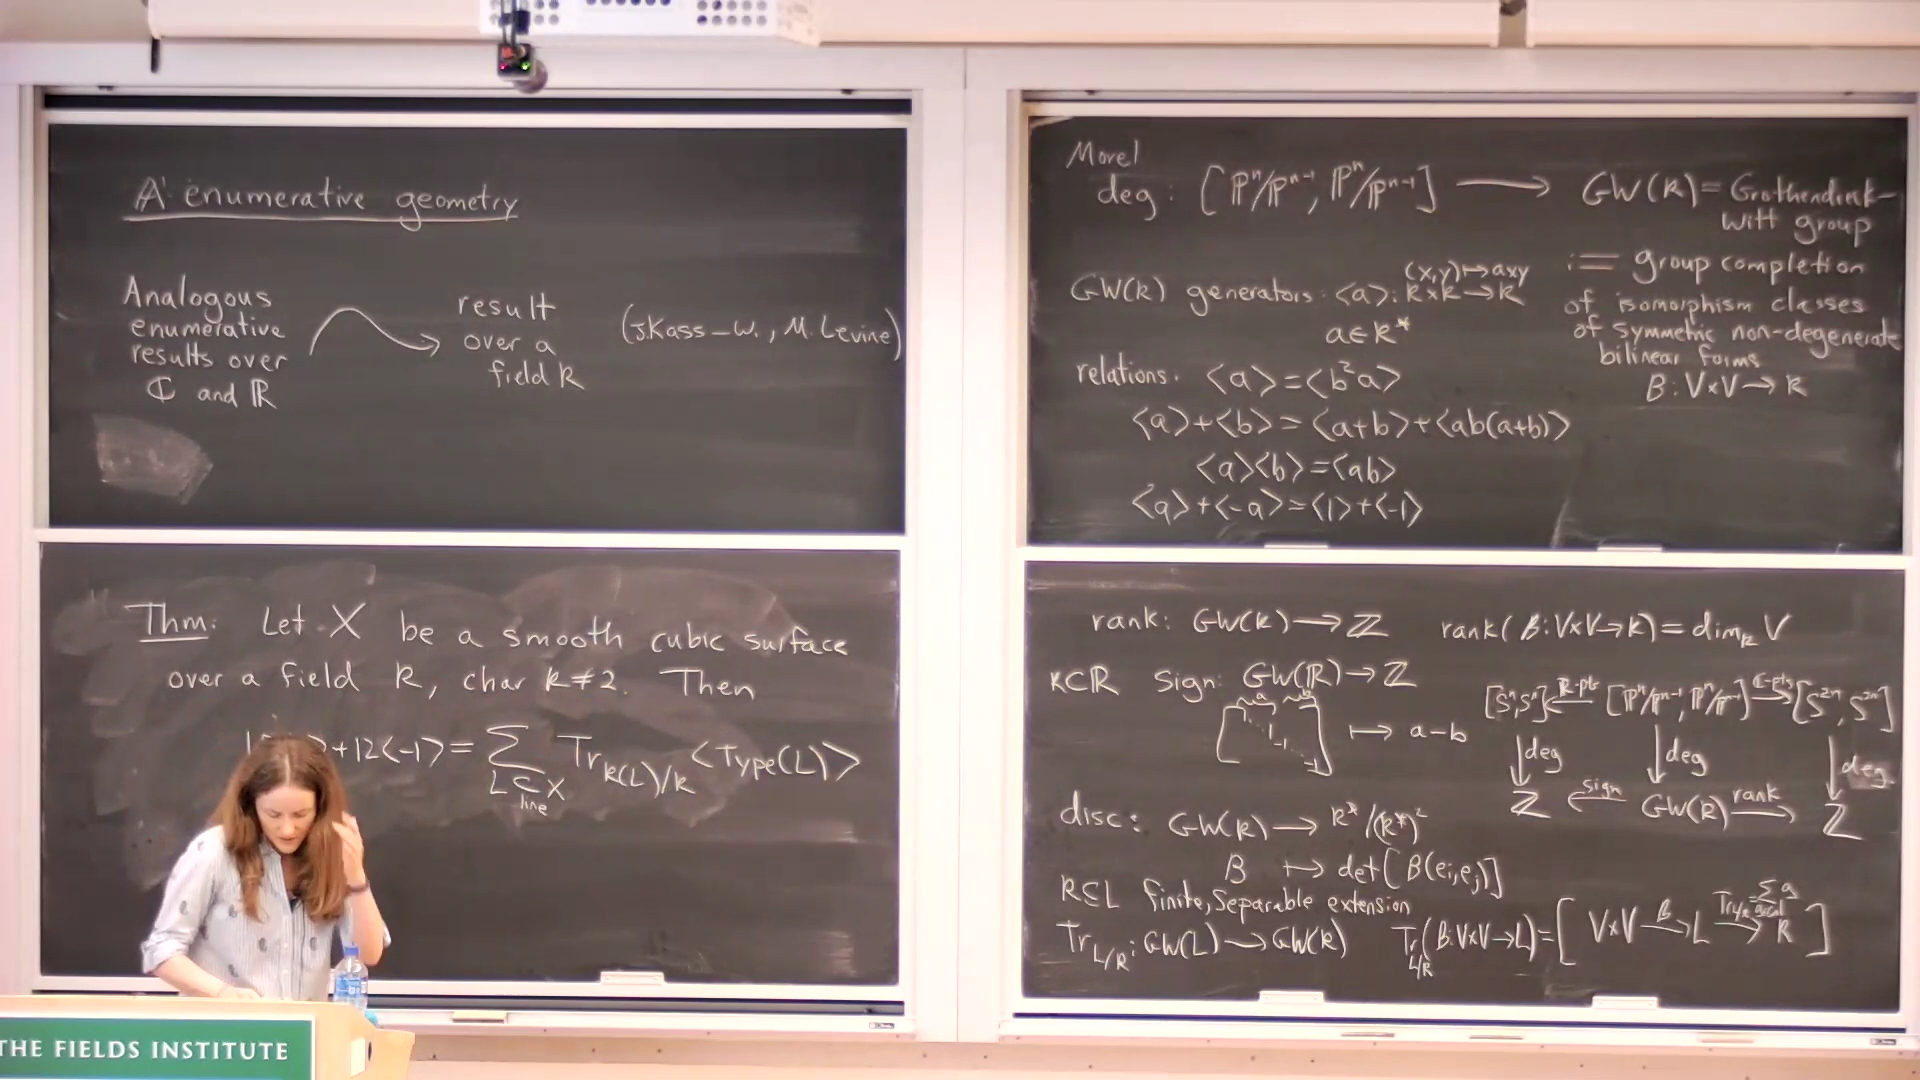 A¹ enumerative geometry
Analogous
enumerative
results over
ℂ and ℝ
result
over a
field k
(J.Kass–W., M. Levine)
Thm: Let X be a smooth cubic surface
over a field k, char k≠2. Then
⟩+12⟨-1⟩ = ∑ Tr_{k(L)/k} ⟨Type(L)⟩
L⊂X
line
THE FIELDS INSTITUTE
Morel
deg: [ℙⁿ/ℙⁿ⁻¹, ℙⁿ/ℙⁿ⁻¹] ⟶ GW(k) = Grothendieck-
Witt group
:= group completion
of isomorphism classes
of symmetric non-degenerate
bilinear forms
B: V×V → k
GW(k) generators: ⟨a⟩: k×k → k
(x,y) ↦ axy
a∈k*
relations. ⟨a⟩=⟨b²a⟩
⟨a⟩+⟨b⟩=⟨a+b⟩+⟨ab(a+b)⟩
⟨a⟩⟨b⟩=⟨ab⟩
⟨a⟩+⟨-a⟩=⟨1⟩+⟨-1⟩
rank: GW(k) → ℤ rank(B:V×V→k) = dim_k V
k⊂ℝ sign: GW(ℝ) → ℤ
a b
1
-1
↦ a-b
[Sⁿ,Sⁿ] ⟵ [ℙⁿ/ℙⁿ⁻¹, ℙⁿ/ℙⁿ⁻¹] ⟶ [S²ⁿ, S²ⁿ]
ℝ-pts ℂ-pts
↓deg ↓deg ↓deg
ℤ ⟵ GW(k) ⟶ ℤ
sign rank
disc: GW(k) → k*/(k*)²
B ↦ det[B(ei,ej)]
k⊂L finite, separable extension
Tr_{L/k}: GW(L) → GW(k) Tr_{L/k}(B:V×V→L) = [V×V →^B L → k]